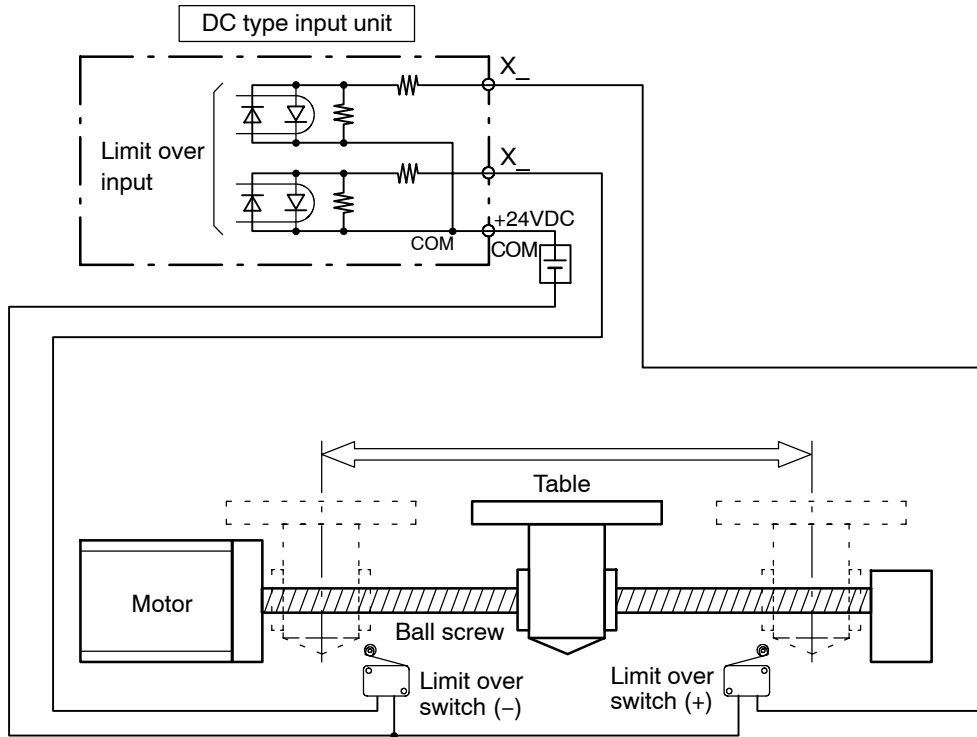 DC type input unit
X_
Limit over
input
X_
+24VDC
COM
COM
Table
Motor
Ball screw
Limit over
switch (−)
Limit over
switch (+)